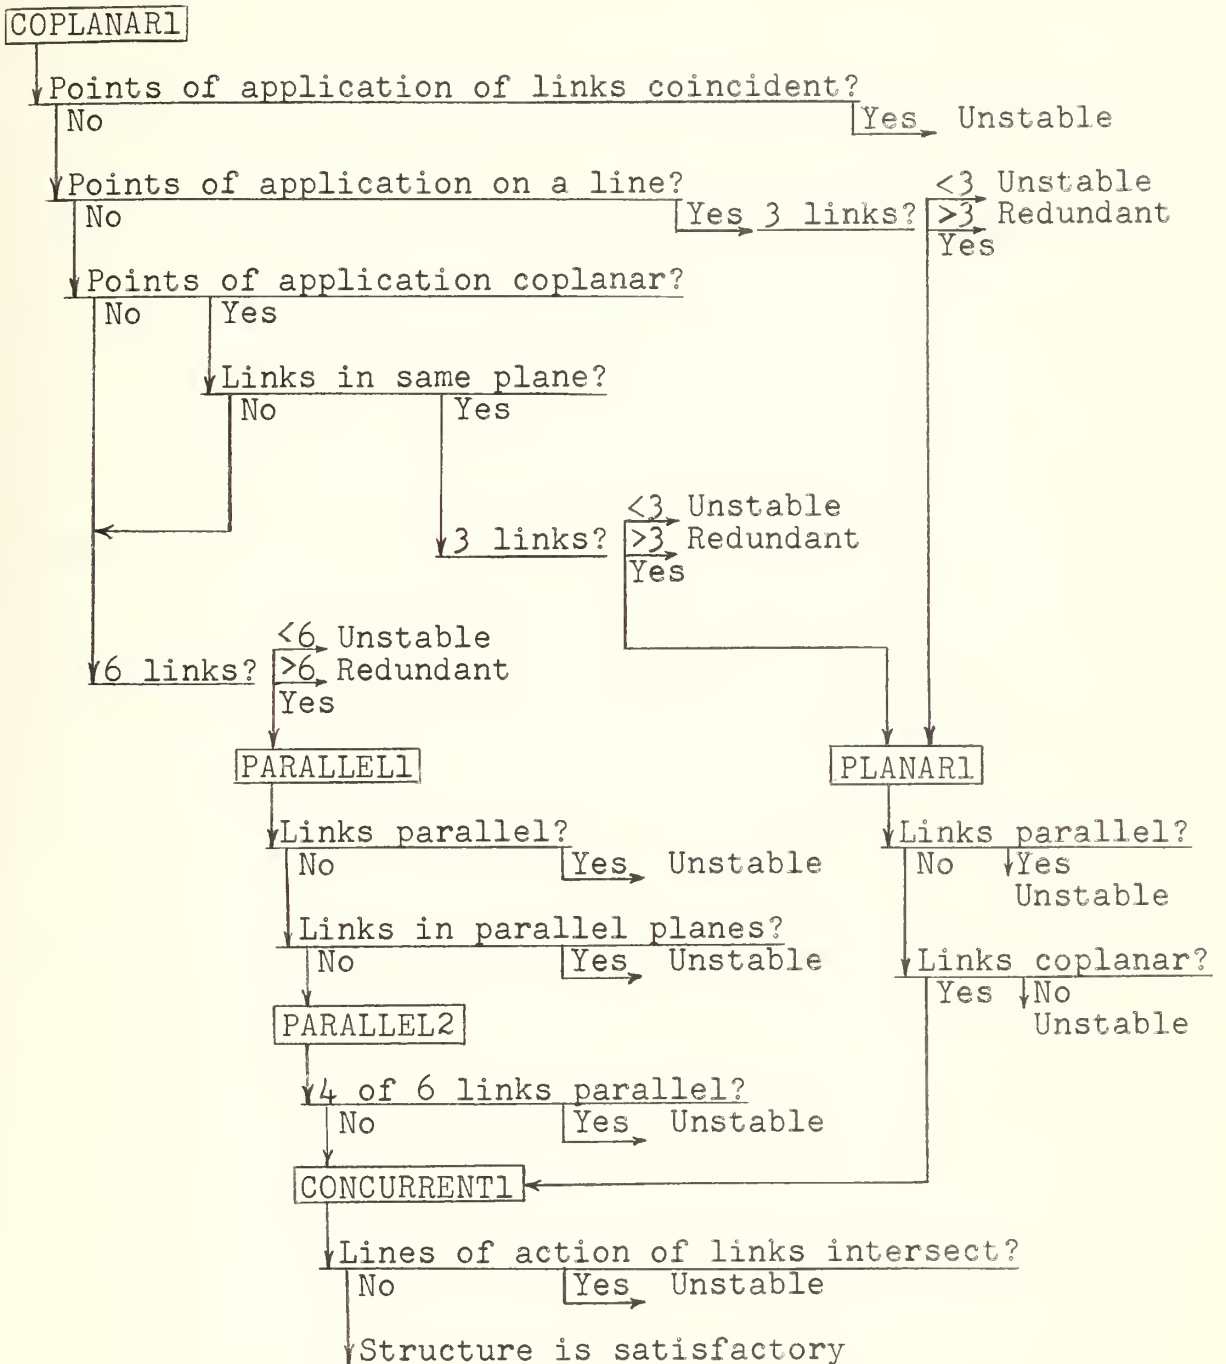 COPLANAR1
Points of application of links coincident?
No
Yes Unstable
Points of application on a line?
No
Yes 3 links?
<3 Unstable
>3 Redundant
Yes
Points of application coplanar?
No Yes
Links in same plane?
No Yes
3 links?
<3 Unstable
>3 Redundant
Yes
6 links?
<6 Unstable
>6 Redundant
Yes
PARALLEL1
Links parallel?
No Yes Unstable
Links in parallel planes?
No Yes Unstable
PARALLEL2
4 of 6 links parallel?
No Yes Unstable
PLANAR1
Links parallel?
No Yes
Unstable
Links coplanar?
Yes No
Unstable
CONCURRENT1
Lines of action of links intersect?
No Yes Unstable
Structure is satisfactory